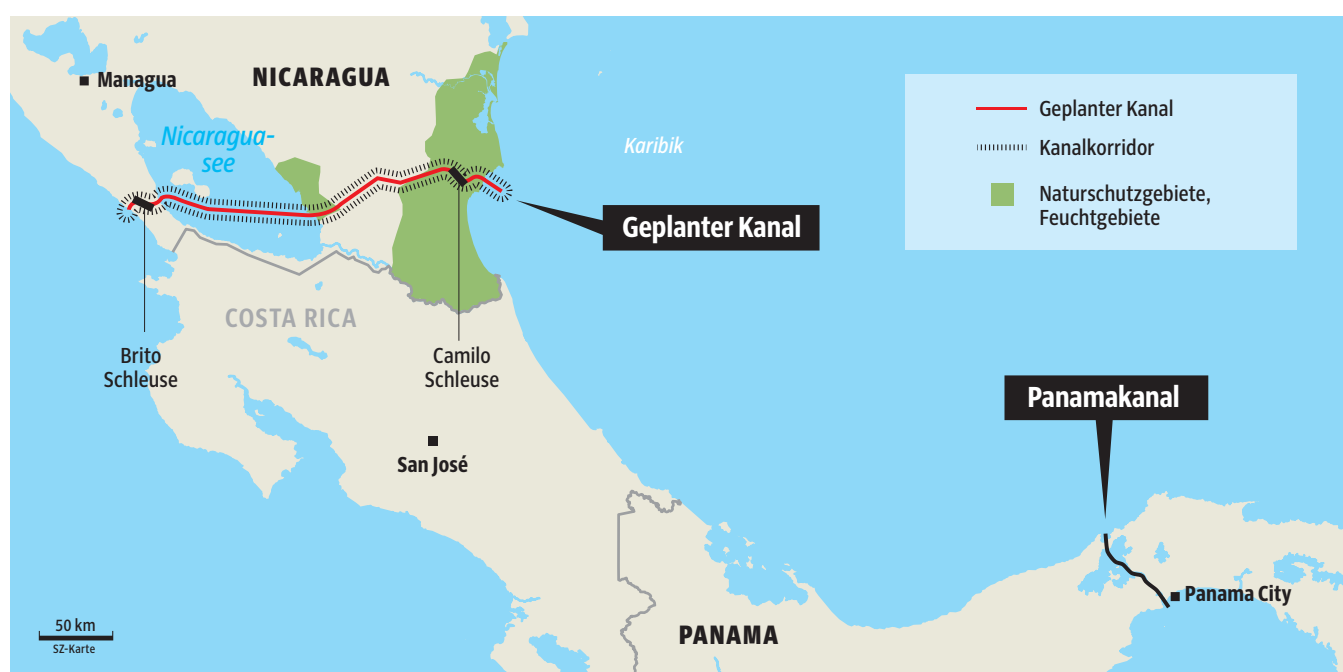 Managua
NICARAGUA
Nicaragua-
see
Karibik
Geplanter Kanal
Kanalkorridor
Naturschutzgebiete,
Feuchtgebiete
Geplanter Kanal
COSTA RICA
Brito
Schleuse
Camilo
Schleuse
Panamakanal
San José
Panama City
PANAMA
50 km
SZ-Karte